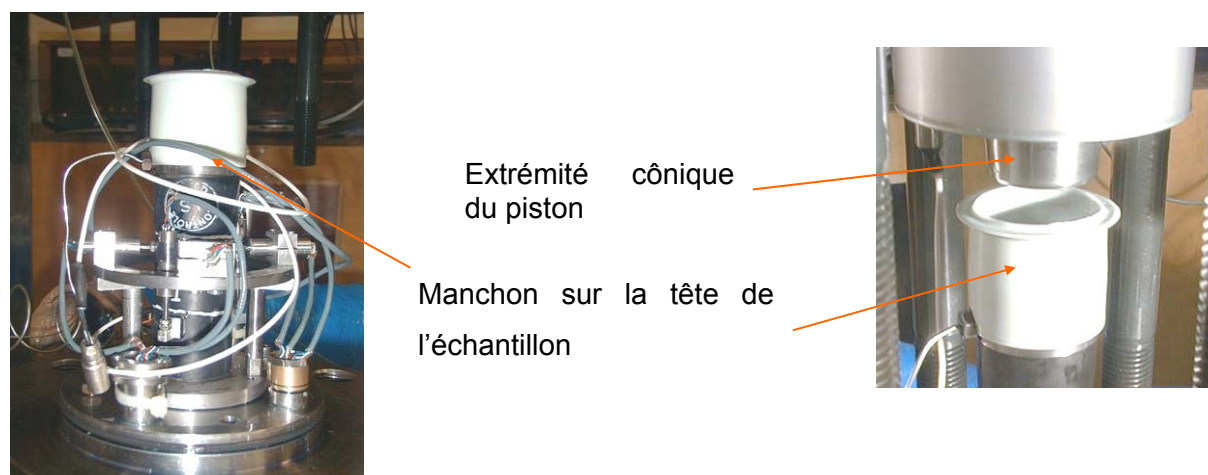 Extrémité cônique
du piston
Manchon sur la tête de
l'échantillon